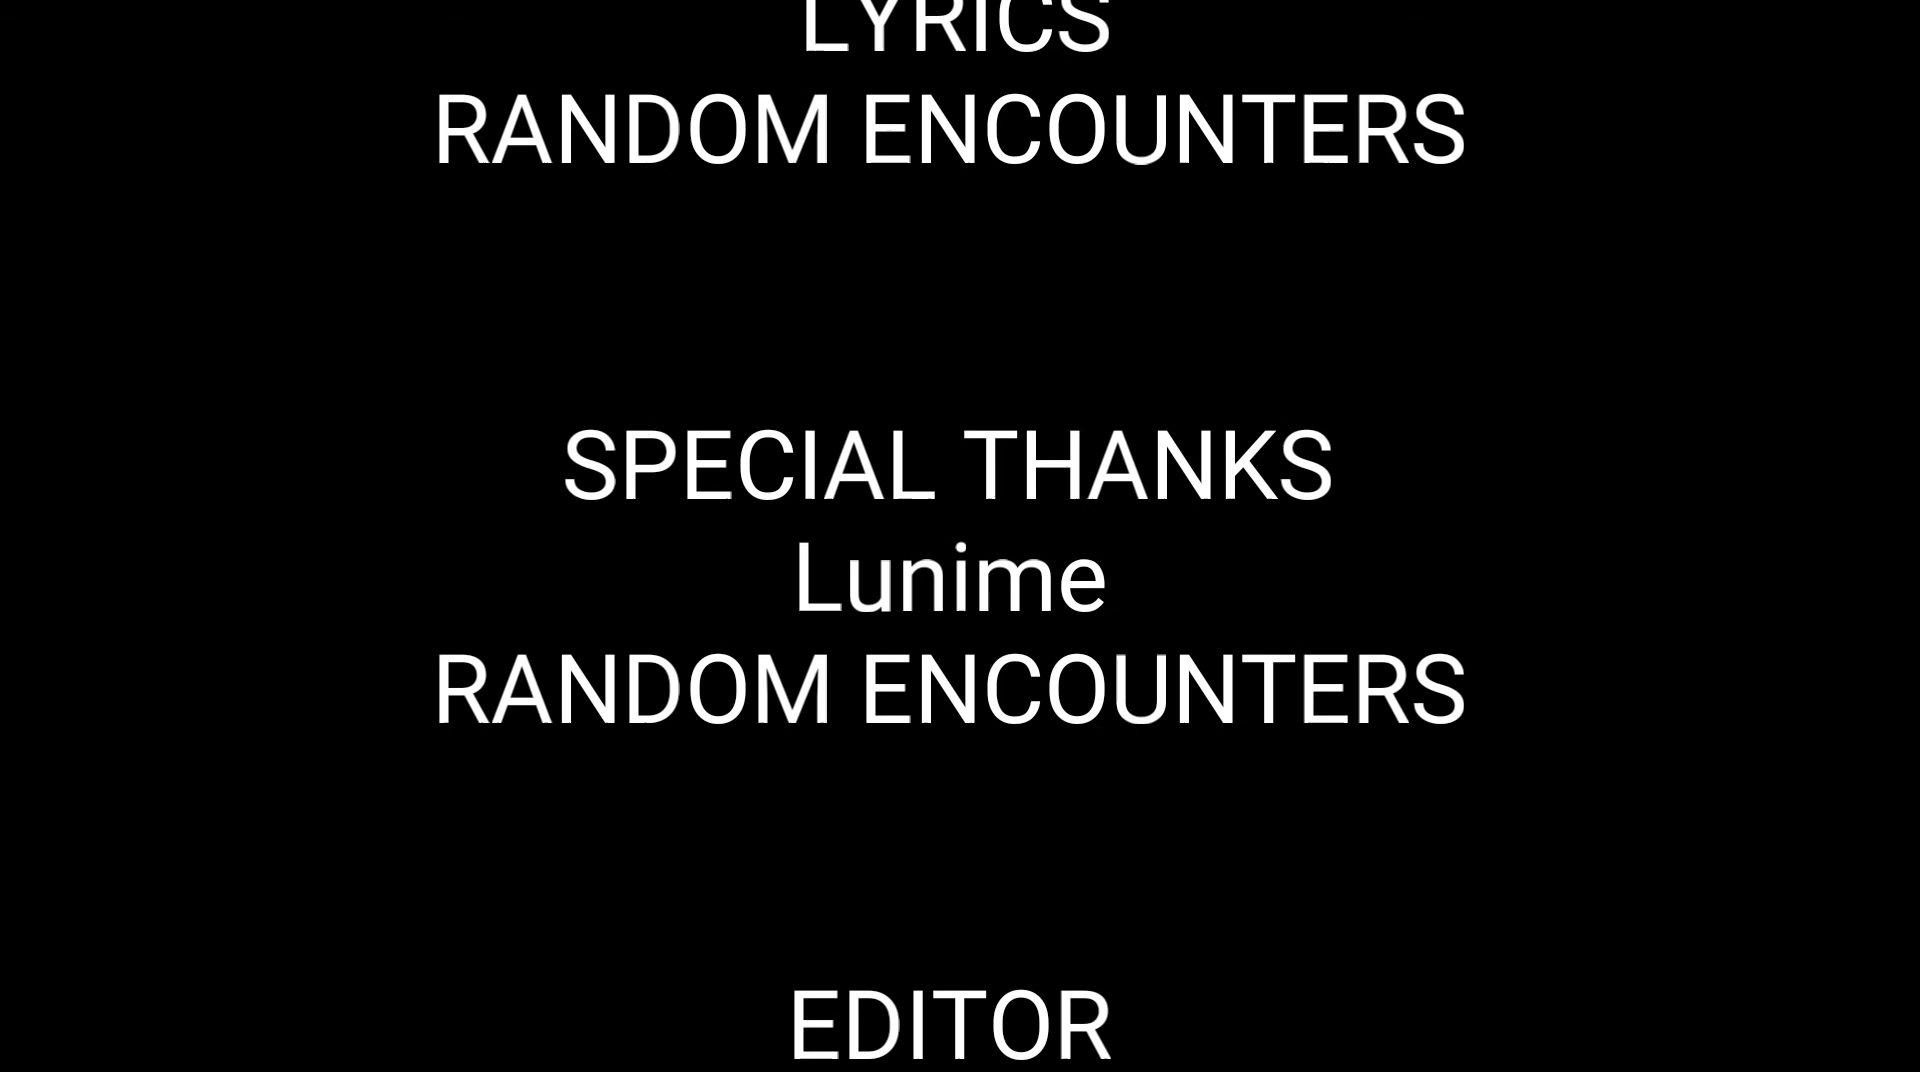 LYRICS
RANDOM ENCOUNTERS
SPECIAL THANKS
Lunime
RANDOM ENCOUNTERS
EDITOR